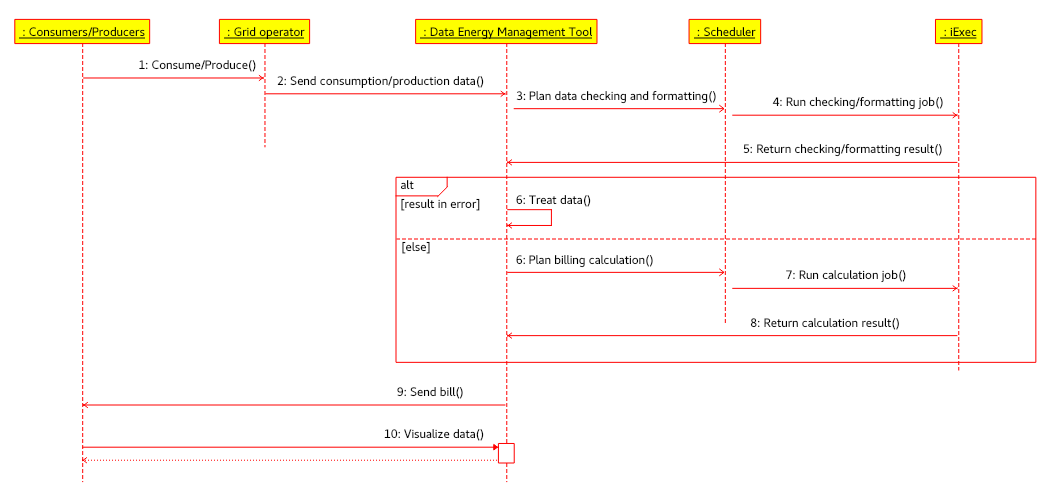 : Consumers/Producers
: Grid operator
: Data Energy Management Tool
: Scheduler
: iExec
1: Consume/Produce()
2: Send consumption/production data()
3: Plan data checking and formatting()
4: Run checking/formatting job()
5: Return checking/formatting result()
alt
[result in error]
6: Treat data()
[else]
6: Plan billing calculation()
7: Run calculation job()
8: Return calculation result()
9: Send bill()
10: Visualize data()